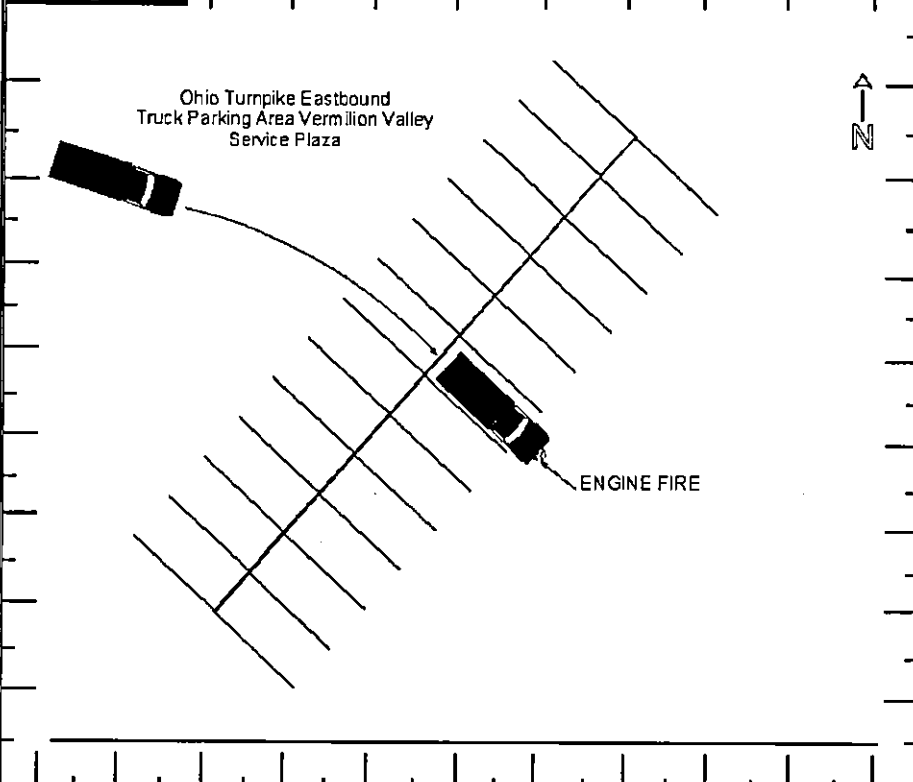 Ohio Turnpike Eastbound
Truck Parking Area Vermilion Valley
Service Plaza
N
ENGINE FIRE